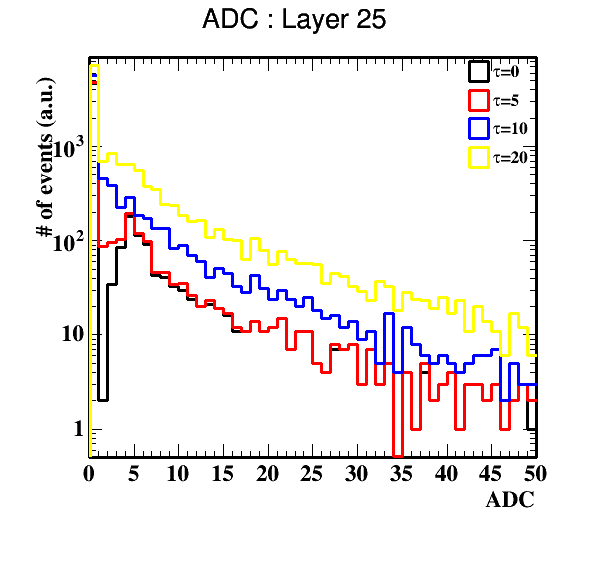 ADC : Layer 25
# of events (a.u.)
τ=0
τ=5
τ=10
τ=20
10³
10²
10
1
0 5 10 15 20 25 30 35 40 45 50
ADC